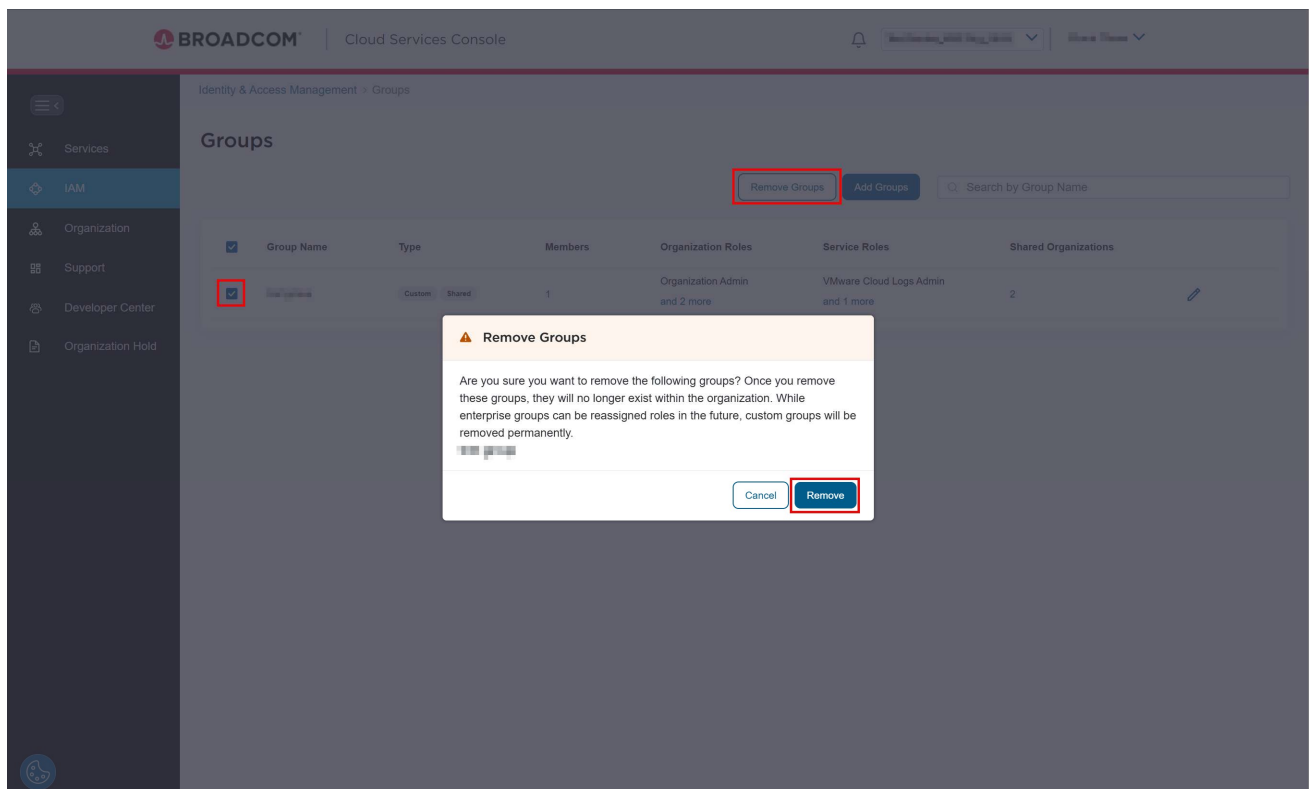 BROADCOM® Cloud Services Console
Identity & Access Management > Groups
Services
IAM
Organization
Support
Developer Center
Organization Hold
Groups
Remove Groups Add Groups Search by Group Name
Group Name Type Members Organization Roles Service Roles Shared Organizations
Custom Shared 1 Organization Admin VMware Cloud Logs Admin 2
and 2 more and 1 more
Remove Groups
Are you sure you want to remove the following groups? Once you remove
these groups, they will no longer exist within the organization. While
enterprise groups can be reassigned roles in the future, custom groups will be
removed permanently.
Cancel Remove